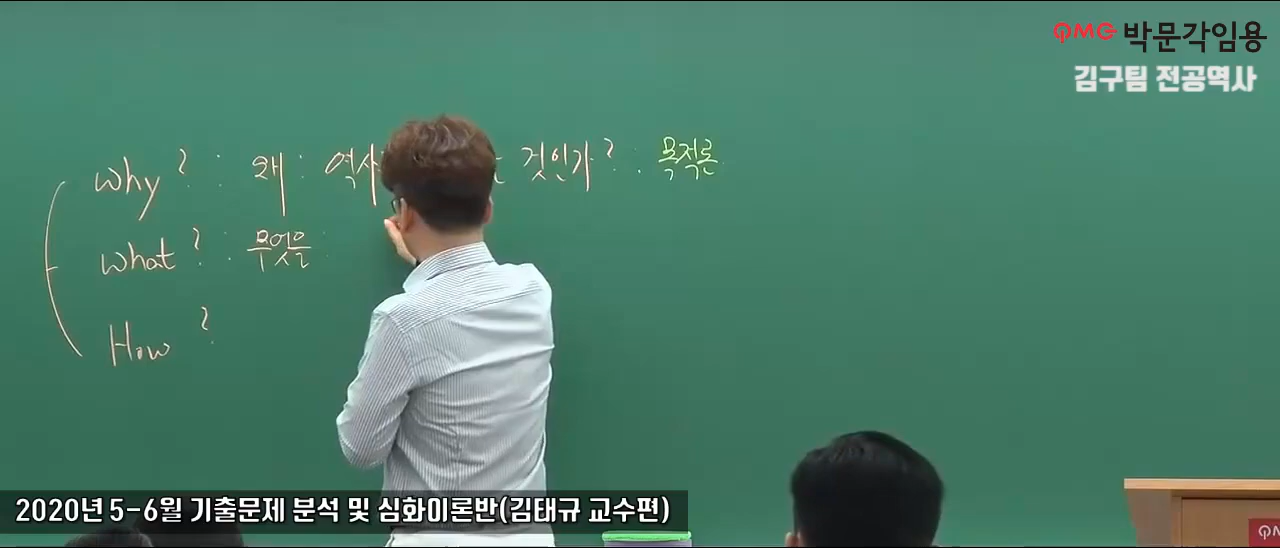 PMG 박문각임용
김구팀 전공역사
why ? : 왜 : 역사 것인가? : 목적론
what ? : 무엇을
How ?
2020년 5-6월 기출문제 분석 및 심화이론반(김태규 교수편)